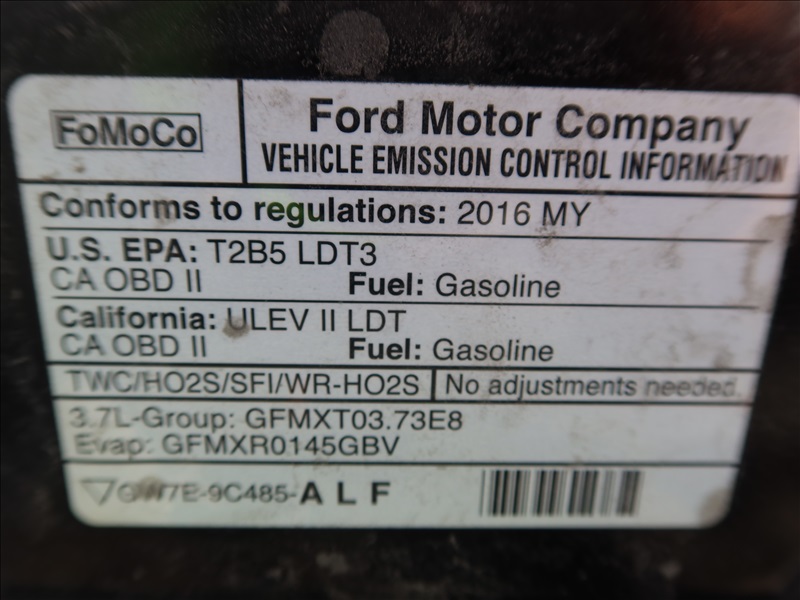 FoMoCo
Ford Motor Company
VEHICLE EMISSION CONTROL INFORMATION
Conforms to regulations: 2016 MY
U.S. EPA: T2B5 LDT3
CA OBD II Fuel: Gasoline
California: ULEV II LDT
CA OBD II Fuel: Gasoline
TWC/HO2S/SFI/WR-HO2S No adjustments needed.
3.7L-Group: GFMXT03.73E8
Evap: GFMXR0145GBV
ALF